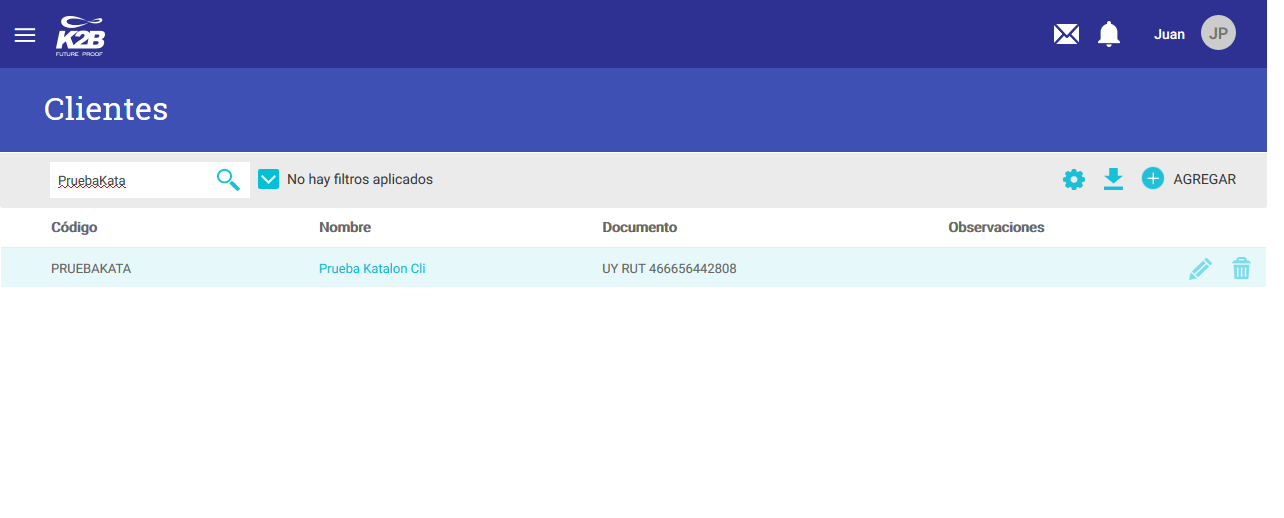 K2B
FUTURE PROOF
Juan JP
Clientes
PruebaKata No hay filtros aplicados AGREGAR
Código Nombre Documento Observaciones
PRUEBAKATA Prueba Katalon Cli UY RUT 466656442808